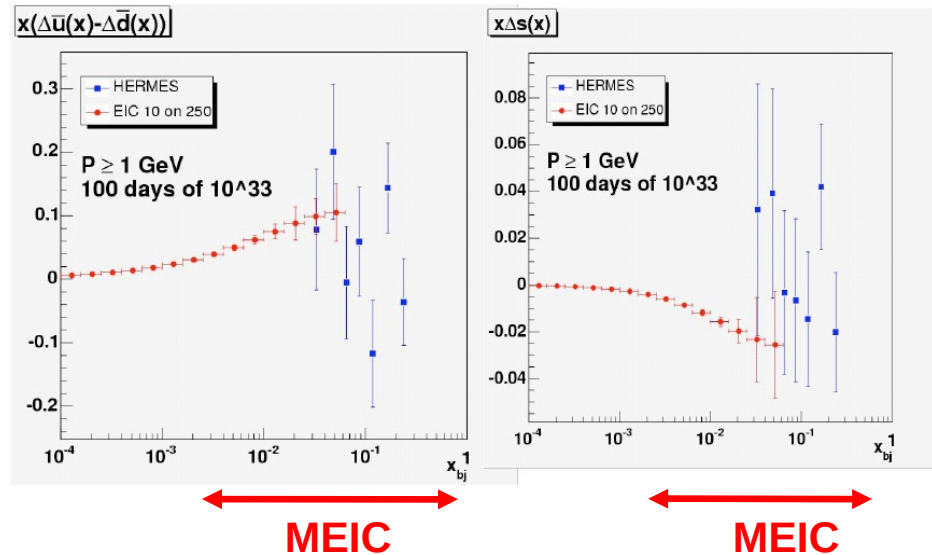 x(Δu̅(x)-Δd̅(x))
0.3
0.2
0.1
0
-0.1
-0.2
HERMES
EIC 10 on 250
P ≥ 1 GeV
100 days of 10^33
10⁻⁴ 10⁻³ 10⁻² 10⁻¹ 1
x_bj
MEIC
xΔs(x)
0.08
0.06
0.04
0.02
0
-0.02
-0.04
HERMES
EIC 10 on 250
P ≥ 1 GeV
100 days of 10^33
10⁻⁴ 10⁻³ 10⁻² 10⁻¹ 1
x_bj
MEIC